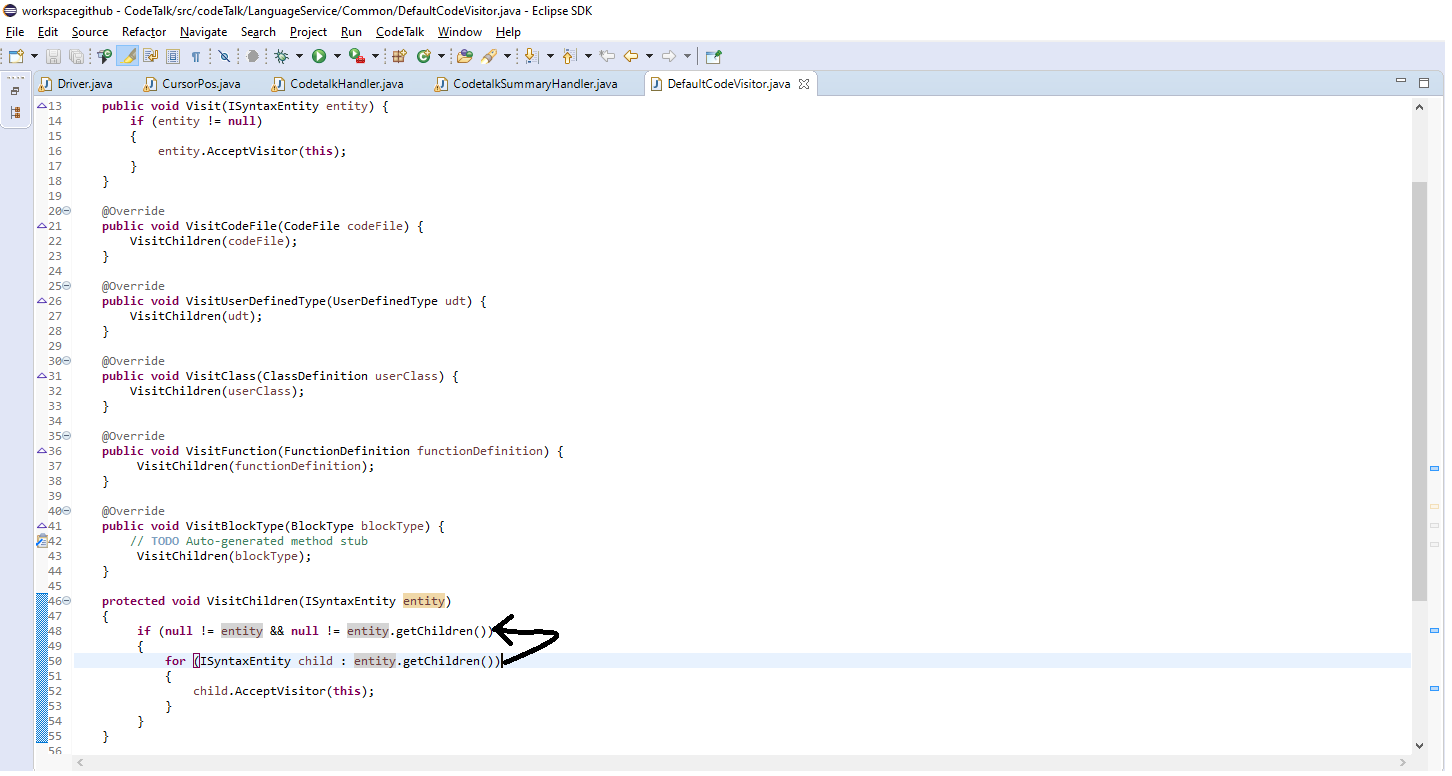 workspacegithub - CodeTalk/src/codeTalk/LanguageService/Common/DefaultCodeVisitor.java - Eclipse SDK
File Edit Source Refactor Navigate Search Project Run CodeTalk Window Help
Driver.java CursorPos.java CodetalkHandler.java CodetalkSummaryHandler.java DefaultCodeVisitor.java
13 public void Visit(ISyntaxEntity entity) {
14 if (entity != null)
15 {
16 entity.AcceptVisitor(this);
17 }
18 }
19
20 @Override
21 public void VisitCodeFile(CodeFile codeFile) {
22 VisitChildren(codeFile);
23 }
24
25 @Override
26 public void VisitUserDefinedType(UserDefinedType udt) {
27 VisitChildren(udt);
28 }
29
30 @Override
31 public void VisitClass(ClassDefinition userClass) {
32 VisitChildren(userClass);
33 }
34
35 @Override
36 public void VisitFunction(FunctionDefinition functionDefinition) {
37 VisitChildren(functionDefinition);
38 }
39
40 @Override
41 public void VisitBlockType(BlockType blockType) {
42 // TODO Auto-generated method stub
43 VisitChildren(blockType);
44 }
45
46 protected void VisitChildren(ISyntaxEntity entity)
47 {
48 if (null != entity && null != entity.getChildren())
49 {
50 for (ISyntaxEntity child : entity.getChildren())
51 {
52 child.AcceptVisitor(this);
53 }
54 }
55 }
56